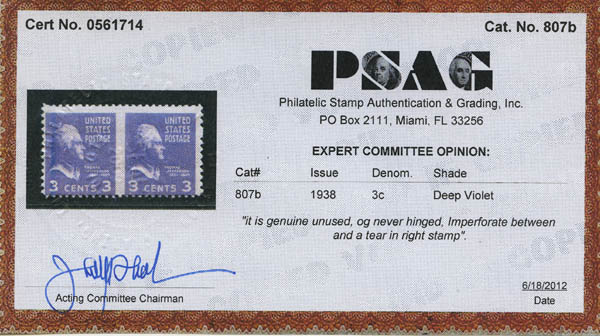 Cert No. 0561714
Cat. No. 807b
PSAG
Philatelic Stamp Authentication & Grading, Inc.
PO Box 2111, Miami, FL 33256
EXPERT COMMITTEE OPINION:
Cat# Issue Denom. Shade
807b 1938 3c Deep Violet
"it is genuine unused, og never hinged, Imperforate between
and a tear in right stamp".
UNITED STATES POSTAGE
3 CENTS 3
UNITED STATES POSTAGE
3 CENTS 3
Acting Committee Chairman
6/18/2012
Date
COPIED